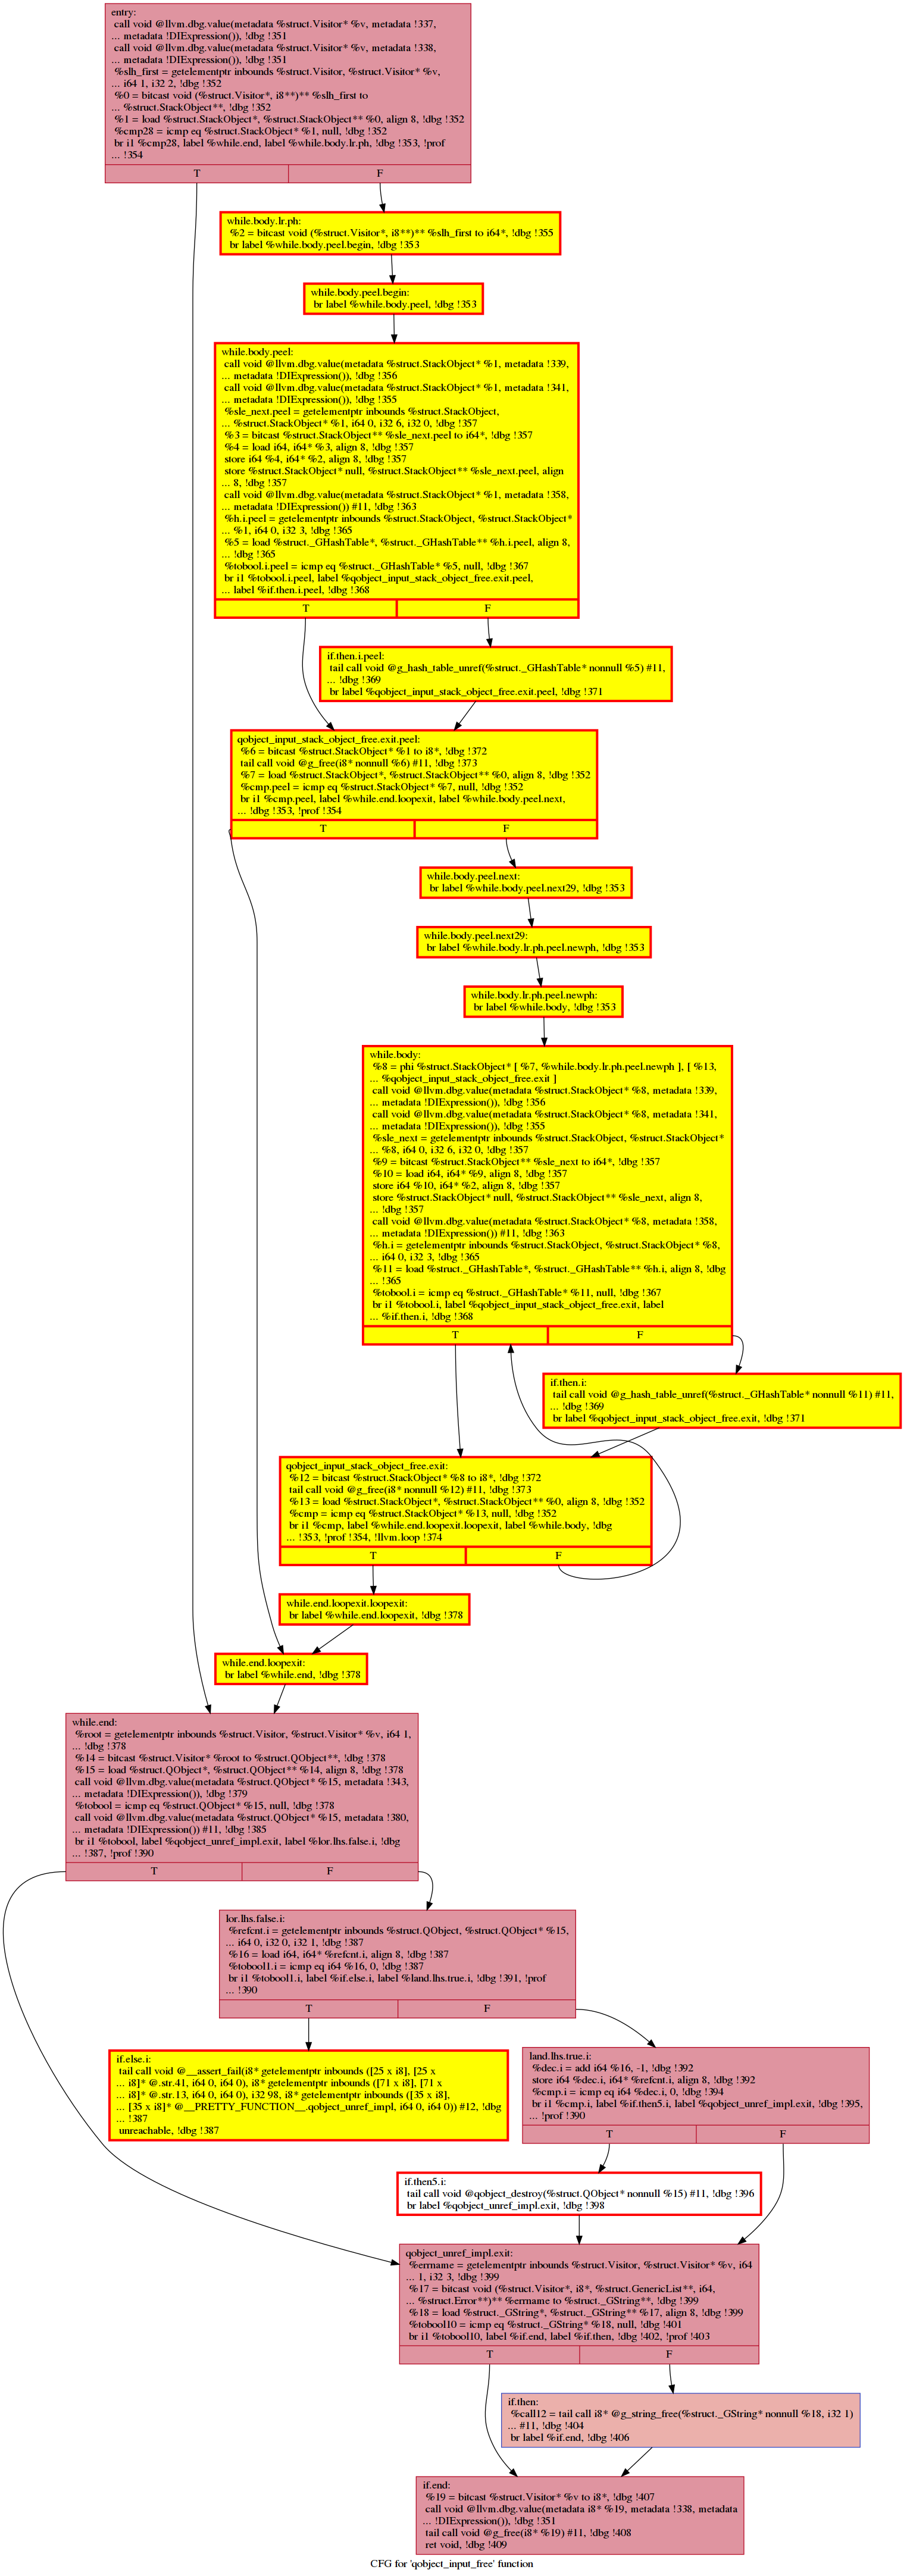 entry:
call void @llvm.dbg.value(metadata %struct.Visitor* %v, metadata !337,
... metadata !DIExpression()), !dbg !351
call void @llvm.dbg.value(metadata %struct.Visitor* %v, metadata !338,
... metadata !DIExpression()), !dbg !351
%slh_first = getelementptr inbounds %struct.Visitor, %struct.Visitor* %v,
... i64 1, i32 2, !dbg !352
%0 = bitcast void (%struct.Visitor*, i8**)** %slh_first to
... %struct.StackObject**, !dbg !352
%1 = load %struct.StackObject*, %struct.StackObject** %0, align 8, !dbg !352
%cmp28 = icmp eq %struct.StackObject* %1, null, !dbg !352
br i1 %cmp28, label %while.end, label %while.body.lr.ph, !dbg !353, !prof
... !354
T F
while.body.lr.ph:
%2 = bitcast void (%struct.Visitor*, i8**)** %slh_first to i64*, !dbg !355
br label %while.body.peel.begin, !dbg !353
while.body.peel.begin:
br label %while.body.peel, !dbg !353
while.body.peel:
call void @llvm.dbg.value(metadata %struct.StackObject* %1, metadata !339,
... metadata !DIExpression()), !dbg !356
call void @llvm.dbg.value(metadata %struct.StackObject* %1, metadata !341,
... metadata !DIExpression()), !dbg !355
%sle_next.peel = getelementptr inbounds %struct.StackObject,
... %struct.StackObject* %1, i64 0, i32 6, i32 0, !dbg !357
%3 = bitcast %struct.StackObject** %sle_next.peel to i64*, !dbg !357
%4 = load i64, i64* %3, align 8, !dbg !357
store i64 %4, i64* %2, align 8, !dbg !357
store %struct.StackObject* null, %struct.StackObject** %sle_next.peel, align
... 8, !dbg !357
call void @llvm.dbg.value(metadata %struct.StackObject* %1, metadata !358,
... metadata !DIExpression()) #11, !dbg !363
%h.i.peel = getelementptr inbounds %struct.StackObject, %struct.StackObject*
... %1, i64 0, i32 3, !dbg !365
%5 = load %struct._GHashTable*, %struct._GHashTable** %h.i.peel, align 8,
... !dbg !365
%tobool.i.peel = icmp eq %struct._GHashTable* %5, null, !dbg !367
br i1 %tobool.i.peel, label %qobject_input_stack_object_free.exit.peel,
... label %if.then.i.peel, !dbg !368
T F
if.then.i.peel:
tail call void @g_hash_table_unref(%struct._GHashTable* nonnull %5) #11,
... !dbg !369
br label %qobject_input_stack_object_free.exit.peel, !dbg !371
qobject_input_stack_object_free.exit.peel:
%6 = bitcast %struct.StackObject* %1 to i8*, !dbg !372
tail call void @g_free(i8* nonnull %6) #11, !dbg !373
%7 = load %struct.StackObject*, %struct.StackObject** %0, align 8, !dbg !352
%cmp.peel = icmp eq %struct.StackObject* %7, null, !dbg !352
br i1 %cmp.peel, label %while.end.loopexit, label %while.body.peel.next,
... !dbg !353, !prof !354
T F
while.body.peel.next:
br label %while.body.peel.next29, !dbg !353
while.body.peel.next29:
br label %while.body.lr.ph.peel.newph, !dbg !353
while.body.lr.ph.peel.newph:
br label %while.body, !dbg !353
while.body:
%8 = phi %struct.StackObject* [ %7, %while.body.lr.ph.peel.newph ], [ %13,
... %qobject_input_stack_object_free.exit ]
call void @llvm.dbg.value(metadata %struct.StackObject* %8, metadata !339,
... metadata !DIExpression()), !dbg !356
call void @llvm.dbg.value(metadata %struct.StackObject* %8, metadata !341,
... metadata !DIExpression()), !dbg !355
%sle_next = getelementptr inbounds %struct.StackObject, %struct.StackObject*
... %8, i64 0, i32 6, i32 0, !dbg !357
%9 = bitcast %struct.StackObject** %sle_next to i64*, !dbg !357
%10 = load i64, i64* %9, align 8, !dbg !357
store i64 %10, i64* %2, align 8, !dbg !357
store %struct.StackObject* null, %struct.StackObject** %sle_next, align 8,
... !dbg !357
call void @llvm.dbg.value(metadata %struct.StackObject* %8, metadata !358,
... metadata !DIExpression()) #11, !dbg !363
%h.i = getelementptr inbounds %struct.StackObject, %struct.StackObject* %8,
... i64 0, i32 3, !dbg !365
%11 = load %struct._GHashTable*, %struct._GHashTable** %h.i, align 8, !dbg
... !365
%tobool.i = icmp eq %struct._GHashTable* %11, null, !dbg !367
br i1 %tobool.i, label %qobject_input_stack_object_free.exit, label
... %if.then.i, !dbg !368
T F
if.then.i:
tail call void @g_hash_table_unref(%struct._GHashTable* nonnull %11) #11,
... !dbg !369
br label %qobject_input_stack_object_free.exit, !dbg !371
qobject_input_stack_object_free.exit:
%12 = bitcast %struct.StackObject* %8 to i8*, !dbg !372
tail call void @g_free(i8* nonnull %12) #11, !dbg !373
%13 = load %struct.StackObject*, %struct.StackObject** %0, align 8, !dbg !352
%cmp = icmp eq %struct.StackObject* %13, null, !dbg !352
br i1 %cmp, label %while.end.loopexit.loopexit, label %while.body, !dbg
... !353, !prof !354, !llvm.loop !374
T F
while.end.loopexit.loopexit:
br label %while.end.loopexit, !dbg !378
while.end.loopexit:
br label %while.end, !dbg !378
while.end:
%root = getelementptr inbounds %struct.Visitor, %struct.Visitor* %v, i64 1,
... !dbg !378
%14 = bitcast %struct.Visitor* %root to %struct.QObject**, !dbg !378
%15 = load %struct.QObject*, %struct.QObject** %14, align 8, !dbg !378
call void @llvm.dbg.value(metadata %struct.QObject* %15, metadata !343,
... metadata !DIExpression()), !dbg !379
%tobool = icmp eq %struct.QObject* %15, null, !dbg !378
call void @llvm.dbg.value(metadata %struct.QObject* %15, metadata !380,
... metadata !DIExpression()) #11, !dbg !385
br i1 %tobool, label %qobject_unref_impl.exit, label %lor.lhs.false.i, !dbg
... !387, !prof !390
T F
lor.lhs.false.i:
%refcnt.i = getelementptr inbounds %struct.QObject, %struct.QObject* %15,
... i64 0, i32 0, i32 1, !dbg !387
%16 = load i64, i64* %refcnt.i, align 8, !dbg !387
%tobool1.i = icmp eq i64 %16, 0, !dbg !387
br i1 %tobool1.i, label %if.else.i, label %land.lhs.true.i, !dbg !391, !prof
... !390
T F
if.else.i:
tail call void @__assert_fail(i8* getelementptr inbounds ([25 x i8], [25 x
... i8]* @.str.41, i64 0, i64 0), i8* getelementptr inbounds ([71 x i8], [71 x
... i8]* @.str.13, i64 0, i64 0), i32 98, i8* getelementptr inbounds ([35 x i8],
... [35 x i8]* @__PRETTY_FUNCTION__.qobject_unref_impl, i64 0, i64 0)) #12, !dbg
... !387
unreachable, !dbg !387
land.lhs.true.i:
%dec.i = add i64 %16, -1, !dbg !392
store i64 %dec.i, i64* %refcnt.i, align 8, !dbg !392
%cmp.i = icmp eq i64 %dec.i, 0, !dbg !394
br i1 %cmp.i, label %if.then5.i, label %qobject_unref_impl.exit, !dbg !395,
... !prof !390
T F
if.then5.i:
tail call void @qobject_destroy(%struct.QObject* nonnull %15) #11, !dbg !396
br label %qobject_unref_impl.exit, !dbg !398
qobject_unref_impl.exit:
%errname = getelementptr inbounds %struct.Visitor, %struct.Visitor* %v, i64
... 1, i32 3, !dbg !399
%17 = bitcast void (%struct.Visitor*, i8*, %struct.GenericList**, i64,
... %struct.Error**)** %errname to %struct._GString**, !dbg !399
%18 = load %struct._GString*, %struct._GString** %17, align 8, !dbg !399
%tobool10 = icmp eq %struct._GString* %18, null, !dbg !401
br i1 %tobool10, label %if.end, label %if.then, !dbg !402, !prof !403
T F
if.then:
%call12 = tail call i8* @g_string_free(%struct._GString* nonnull %18, i32 1)
... #11, !dbg !404
br label %if.end, !dbg !406
if.end:
%19 = bitcast %struct.Visitor* %v to i8*, !dbg !407
call void @llvm.dbg.value(metadata i8* %19, metadata !338, metadata
... !DIExpression()), !dbg !351
tail call void @g_free(i8* %19) #11, !dbg !408
ret void, !dbg !409
CFG for 'qobject_input_free' function